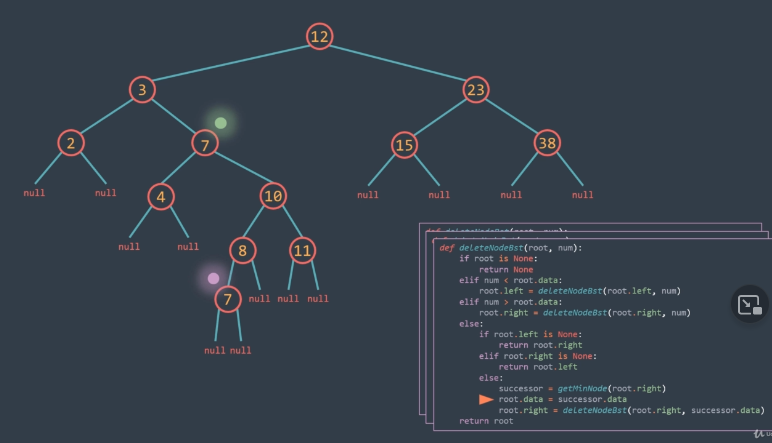 12
3
23
2
7
15
38
null
null
4
10
null
null
null
null
null
null
8
11
7
null
null
null
null
null
def deleteNodeBst(root, num):
def deleteNodeBst(root, num):
if root is None:
return None
elif num < root.data:
root.left = deleteNodeBst(root.left, num)
elif num > root.data:
root.right = deleteNodeBst(root.right, num)
else:
if root.left is None:
return root.right
elif root.right is None:
return root.left
else:
successor = getMinNode(root.right)
root.data = successor.data
root.right = deleteNodeBst(root.right, successor.data)
return root